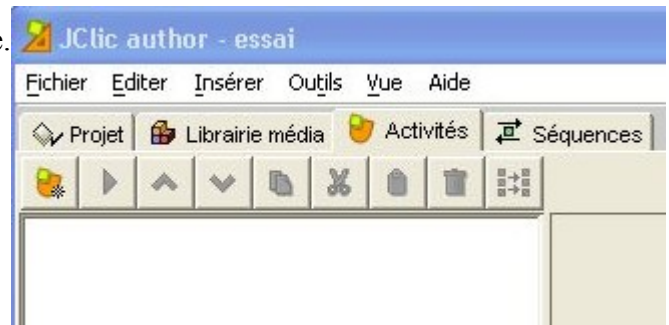 e.
JClic author - essai
Fichier Editer Insérer Outils Vue Aide
Projet Librairie média Activités Séquences